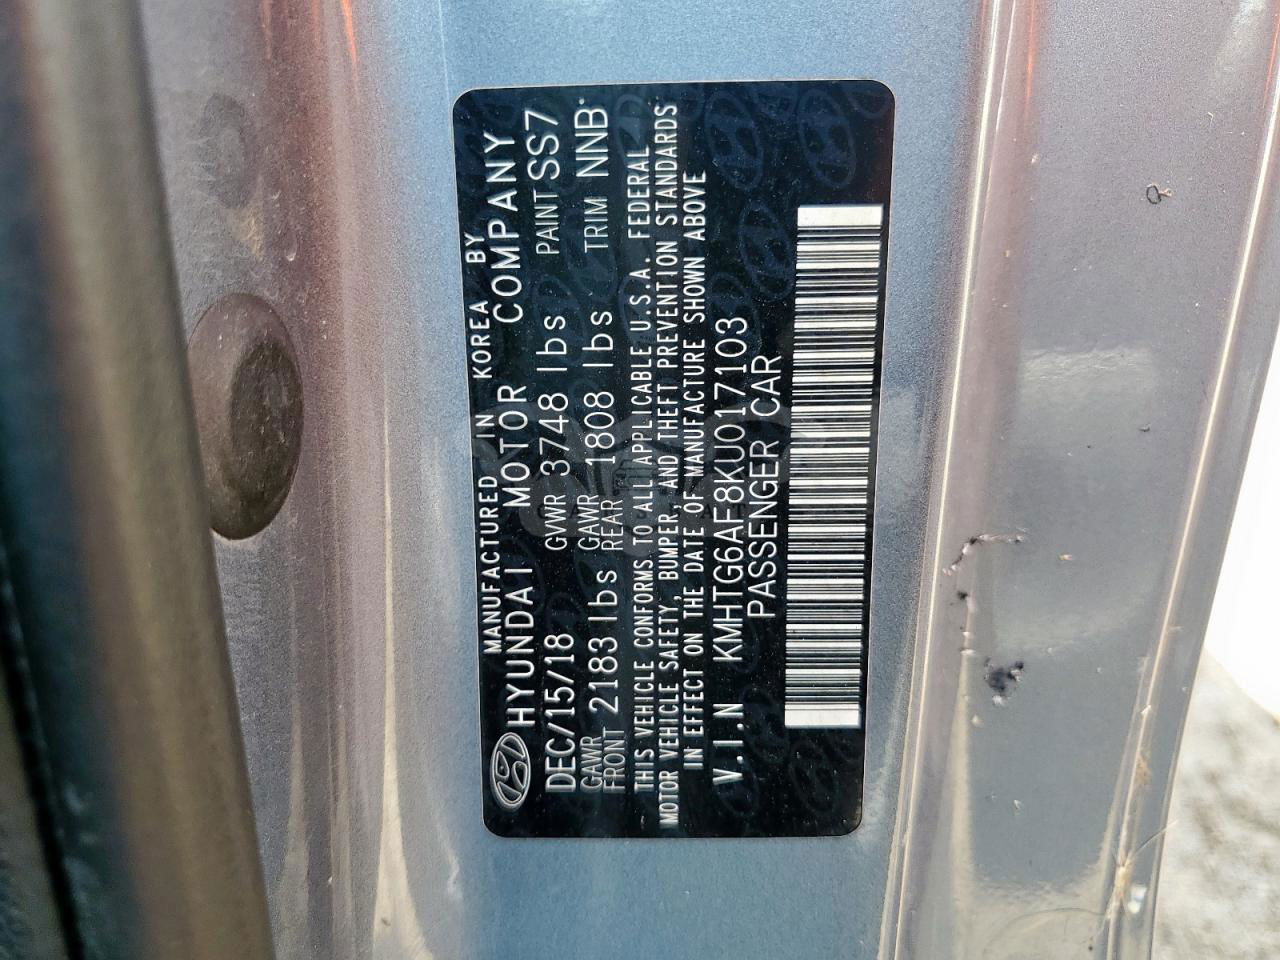 MANUFACTURED IN KOREA BY
HYUNDAI MOTOR COMPANY
DEC/15/18 GVWR 3748 lbs PAINT SS7
GAWR FRONT 2183 lbs GAWR REAR 1808 lbs TRIM NNB
THIS VEHICLE CONFORMS TO ALL APPLICABLE U.S.A. FEDERAL
MOTOR VEHICLE SAFETY, BUMPER, AND THEFT PREVENTION STANDARDS
IN EFFECT ON THE DATE OF MANUFACTURE SHOWN ABOVE
V.I.N KMHTG6AF8KU017103
PASSENGER CAR